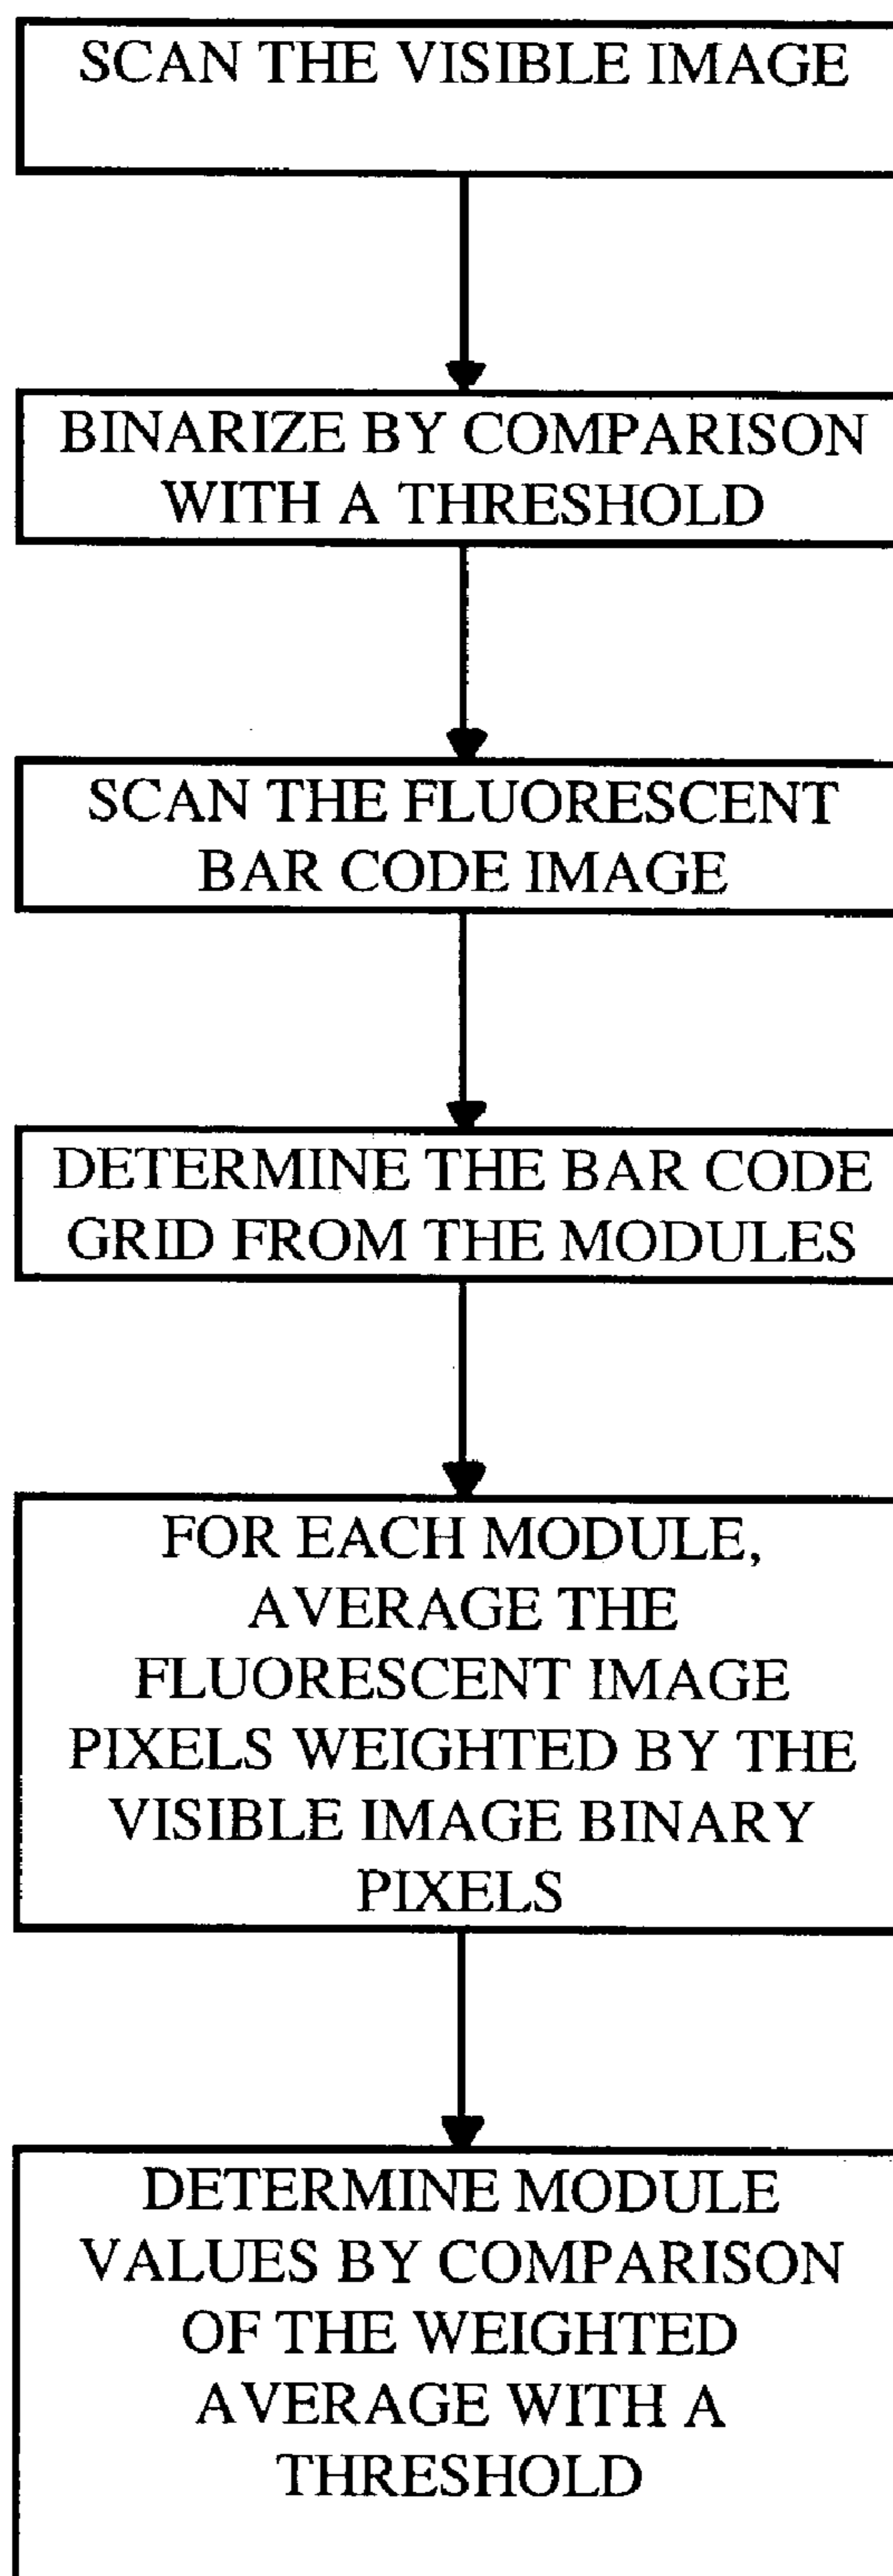 SCAN THE VISIBLE IMAGE
BINARIZE BY COMPARISON
WITH A THRESHOLD
SCAN THE FLUORESCENT
BAR CODE IMAGE
DETERMINE THE BAR CODE
GRID FROM THE MODULES
FOR EACH MODULE,
AVERAGE THE
FLUORESCENT IMAGE
PIXELS WEIGHTED BY THE
VISIBLE IMAGE BINARY
PIXELS
DETERMINE MODULE
VALUES BY COMPARISON
OF THE WEIGHTED
AVERAGE WITH A
THRESHOLD